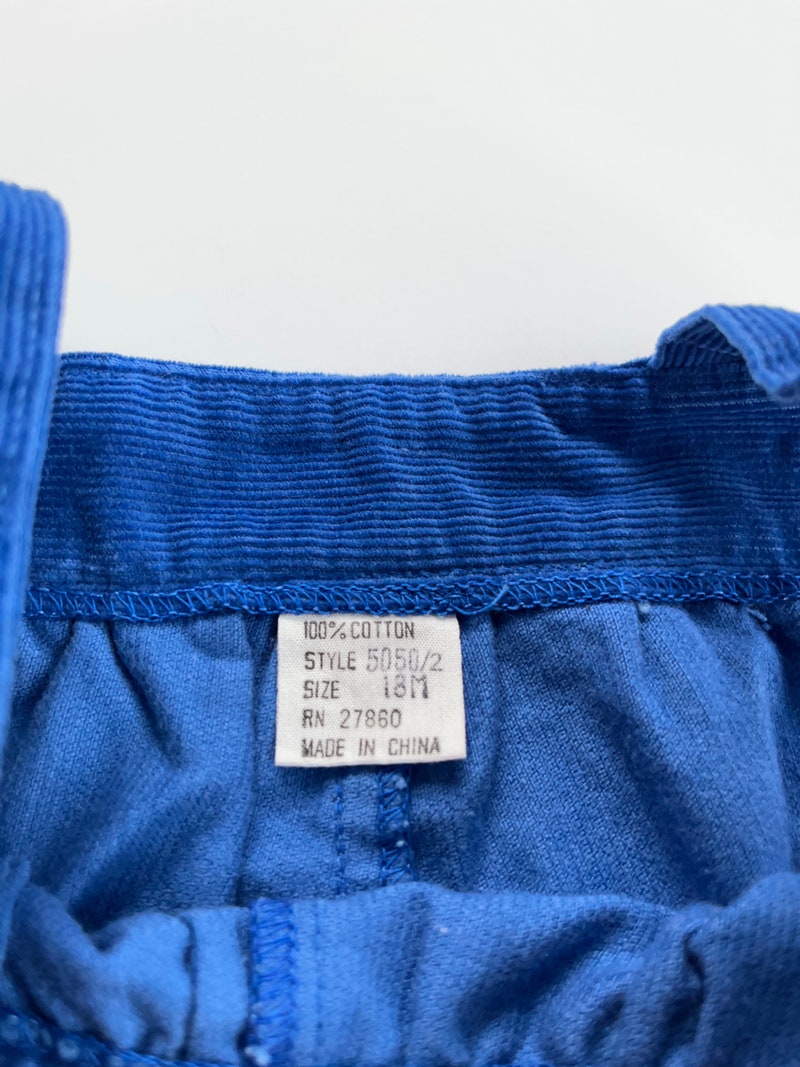 100% COTTON
STYLE 5050/2
SIZE 18M
RN 27860
MADE IN CHINA